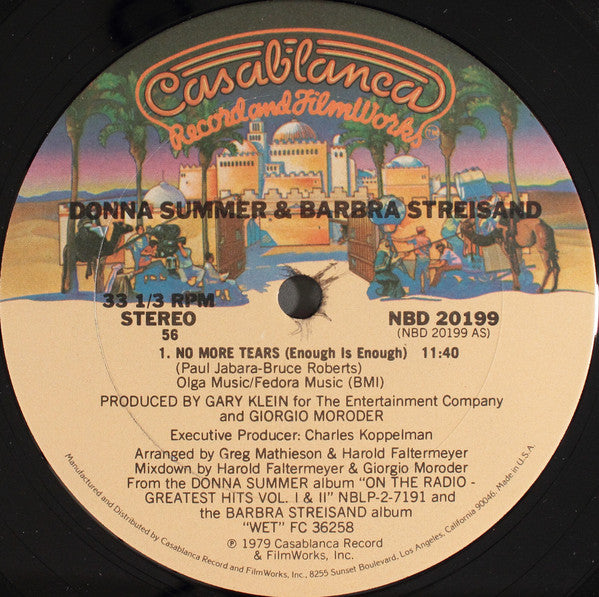 Casablanca
Record and FilmWorks™
DONNA SUMMER & BARBRA STREISAND
33 1/3 RPM
STEREO
56
NBD 20199
(NBD 20199 AS)
1. NO MORE TEARS (Enough Is Enough) 11:40
(Paul Jabara-Bruce Roberts)
Olga Music/Fedora Music (BMI)
PRODUCED BY GARY KLEIN for The Entertainment Company
and GIORGIO MORODER
Executive Producer: Charles Koppelman
Arranged by Greg Mathieson & Harold Faltermeyer
Mixdown by Harold Faltermeyer & Giorgio Moroder
From the DONNA SUMMER album "ON THE RADIO -
GREATEST HITS VOL. I & II" NBLP-2-7191 and
the BARBRA STREISAND album
"WET" FC 36258
℗ 1979 Casablanca Record
& FilmWorks, Inc.
Manufactured and Distributed by Casablanca Record and FilmWorks, Inc., 8255 Sunset Boulevard, Los Angeles, California 90046. Made in U.S.A.